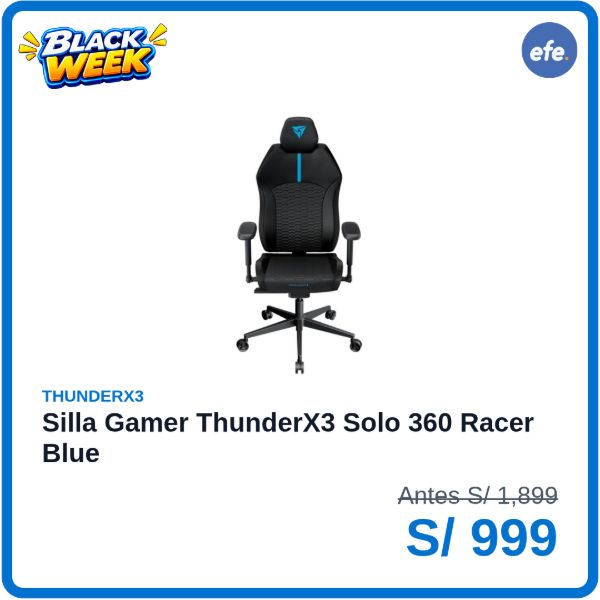 BLACK
WEEK
efe.
THUNDERX3
Silla Gamer ThunderX3 Solo 360 Racer
Blue
Antes S/ 1,899
S/ 999